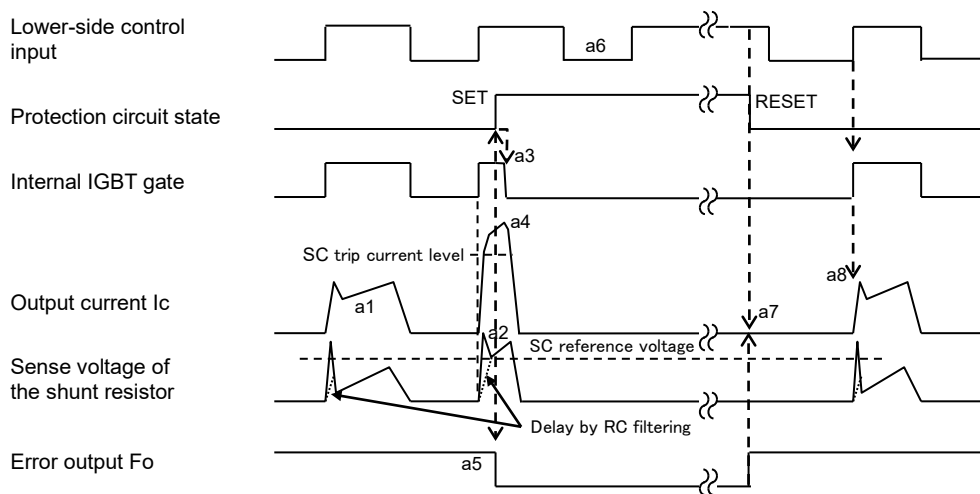 Lower-side control
input
a6
SET
RESET
Protection circuit state
a3
Internal IGBT gate
a4
SC trip current level
a8
Output current Ic
a1
a7
a2
SC reference voltage
Sense voltage of
the shunt resistor
Delay by RC filtering
Error output Fo
a5